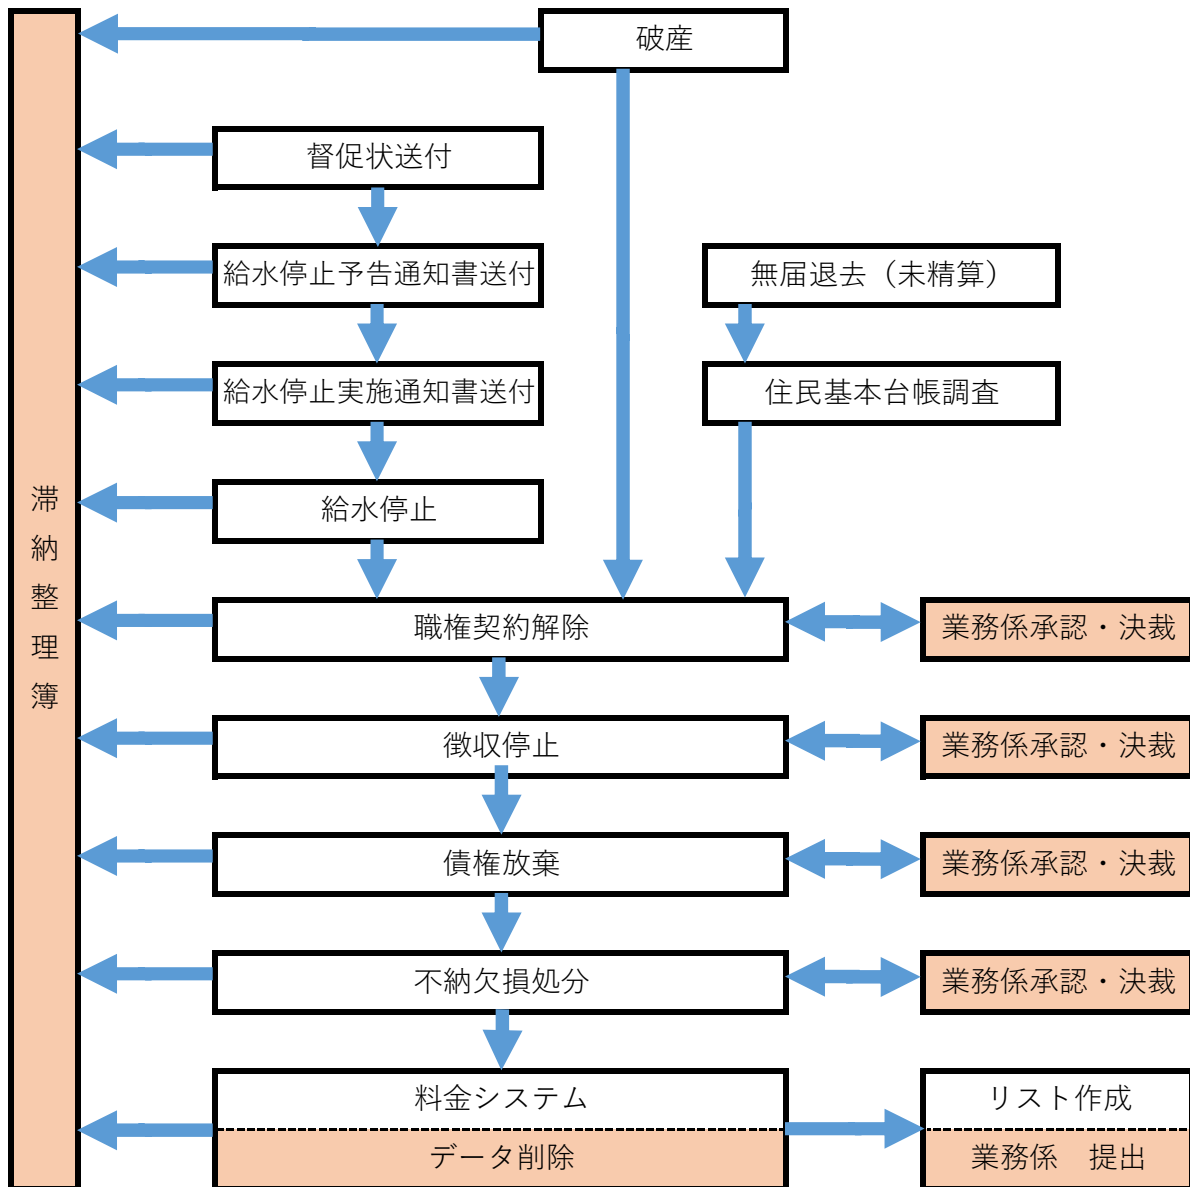 破産
督促状送付
給水停止予告通知書送付
無届退去（未精算）
給水停止実施通知書送付
住民基本台帳調査
滞納整理簿
給水停止
職権契約解除
業務係承認・決裁
徴収停止
業務係承認・決裁
債権放棄
業務係承認・決裁
不納欠損処分
業務係承認・決裁
料金システム
リスト作成
データ削除
業務係　提出